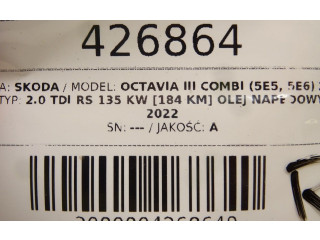 426864
A: SKODA / MODEL: OCTAVIA III COMBI (5E5, 5E6)
TYP: 2.0 TDI RS 135 KW [184 KM] OLEJ NAPĘDOWY
2022
SN: --- / JAKOŚĆ: A